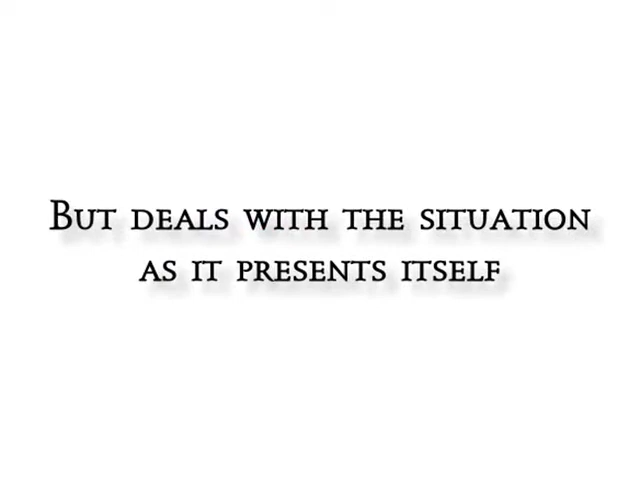 But deals with the situation
as it presents itself